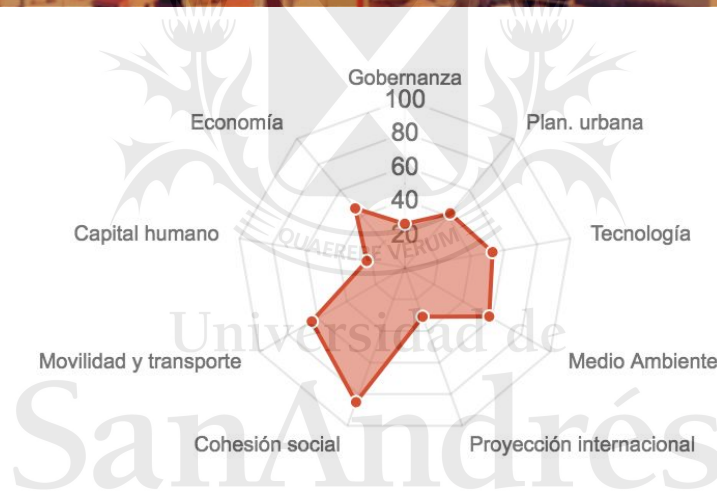 Gobernanza
100
80
60
40
20
Economía
Plan. urbana
Capital humano
Tecnología
QUAERERE VERUM
Movilidad y transporte
Medio Ambiente
Universidad de
Cohesión social
Proyección internacional
SanAndrés